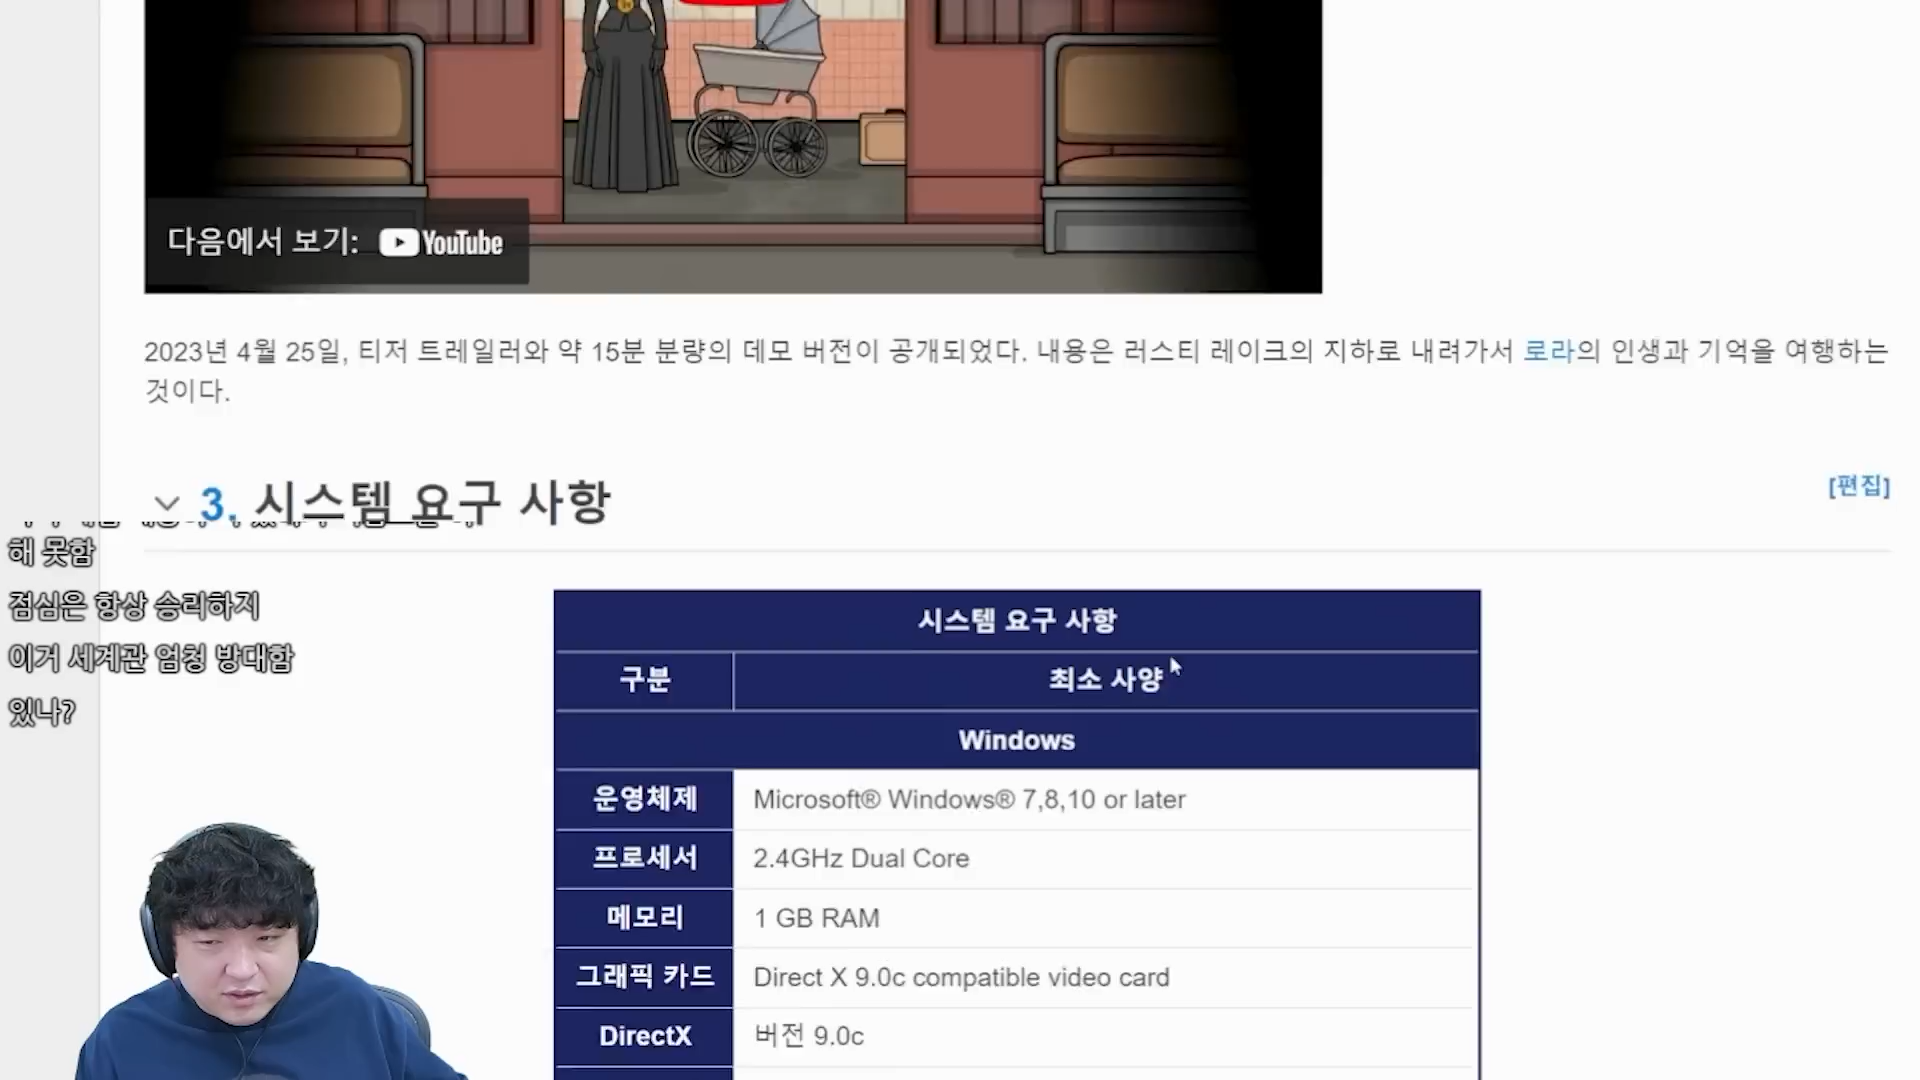 다음에서 보기: YouTube
2023년 4월 25일, 티저 트레일러와 약 15분 분량의 데모 버전이 공개되었다. 내용은 러스티 레이크의 지하로 내려가서 로라의 인생과 기억을 여행하는
것이다.
3. 시스템 요구 사항
[편집]
해 못함
점심은 항상 승리하지
이거 세계관 엄청 방대함
있나?
시스템 요구 사항
구분 최소 사양
Windows
운영체제 Microsoft® Windows® 7,8,10 or later
프로세서 2.4GHz Dual Core
메모리 1 GB RAM
그래픽 카드 Direct X 9.0c compatible video card
DirectX 버전 9.0c